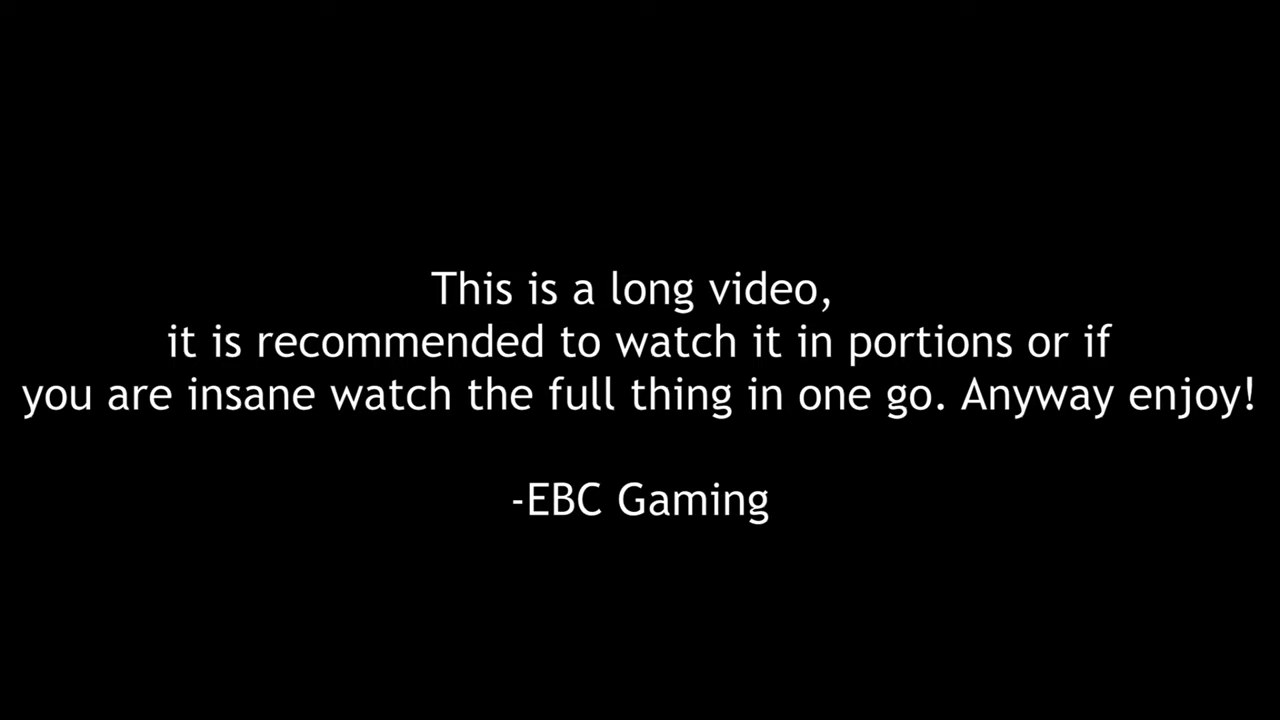 This is a long video,
it is recommended to watch it in portions or if
you are insane watch the full thing in one go. Anyway enjoy!
-EBC Gaming